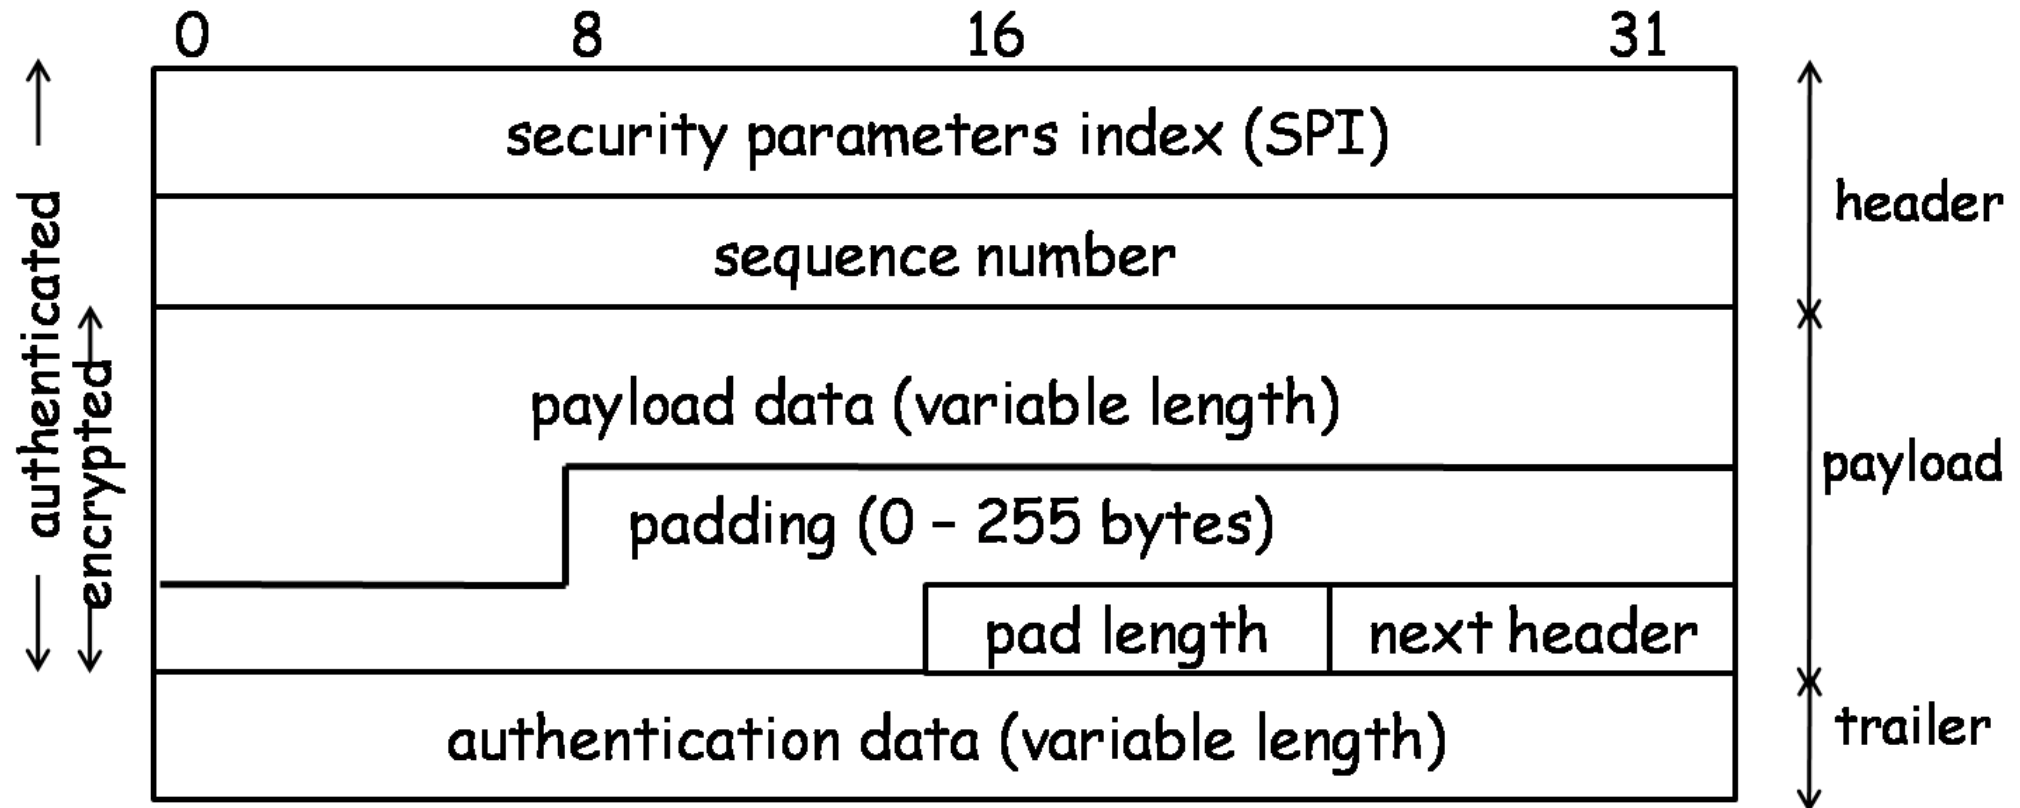 0 8 16 31
security parameters index (SPI)
header
sequence number
authenticated
encrypted
payload data (variable length)
payload
padding (0 – 255 bytes)
pad length next header
authentication data (variable length)
trailer